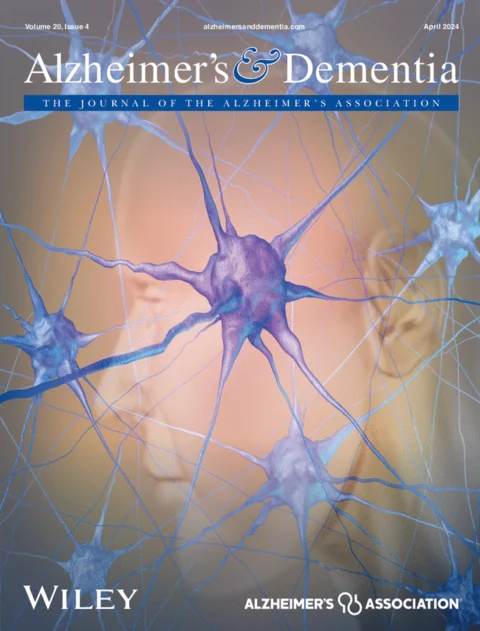 Volume 20, Issue 4 alzheimersanddementia.com April 2024
Alzheimer's & Dementia
THE JOURNAL OF THE ALZHEIMER'S ASSOCIATION
WILEY ALZHEIMER'S ASSOCIATION